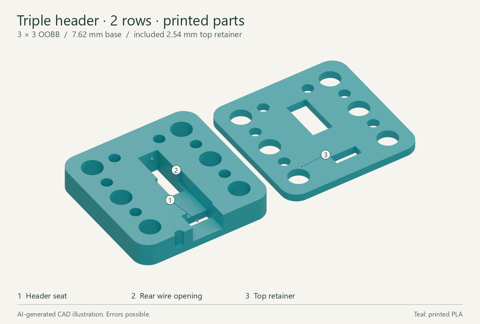 Triple header · 2 rows · printed parts
3 × 3 OOBB / 7.62 mm base / included 2.54 mm top retainer
2
3
1
1 Header seat
2 Rear wire opening
3 Top retainer
AI-generated CAD illustration. Errors possible.
Teal: printed PLA